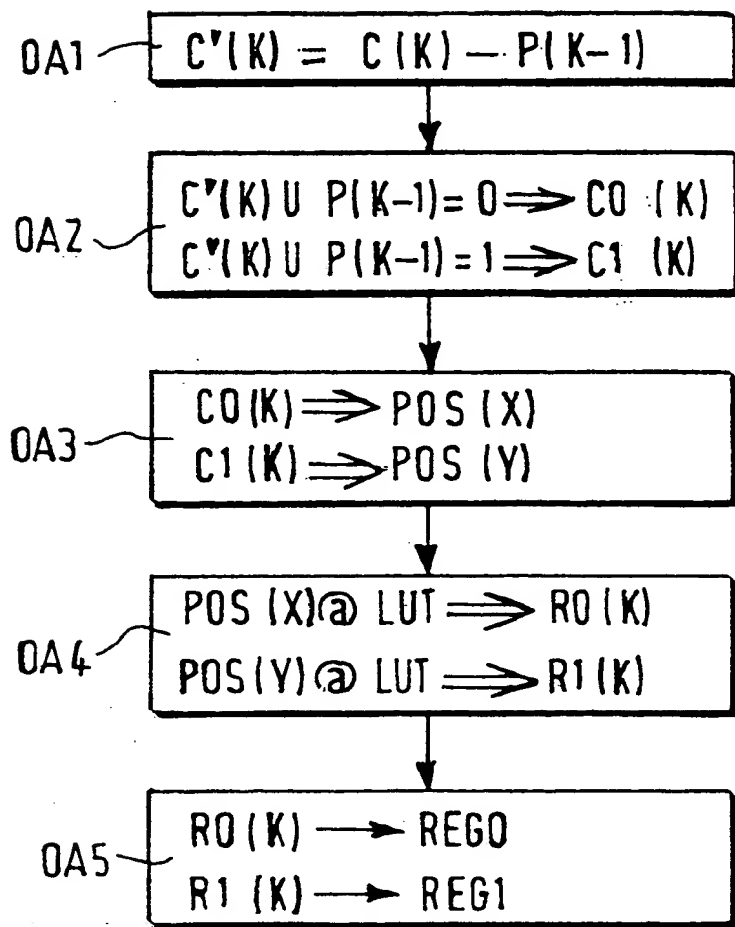 OA1 C'(K) = C(K) — P(K-1)
OA2 C'(K) U P(K-1) = 0 ⟹ C0 (K)
C'(K) U P(K-1) = 1 ⟹ C1 (K)
OA3 C0(K) ⟹ POS (X)
C1(K) ⟹ POS (Y)
OA4 POS (X)@ LUT ⟹ R0 (K)
POS(Y)@ LUT ⟹ R1 (K)
OA5 R0 (K) → REG0
R1 (K) → REG1